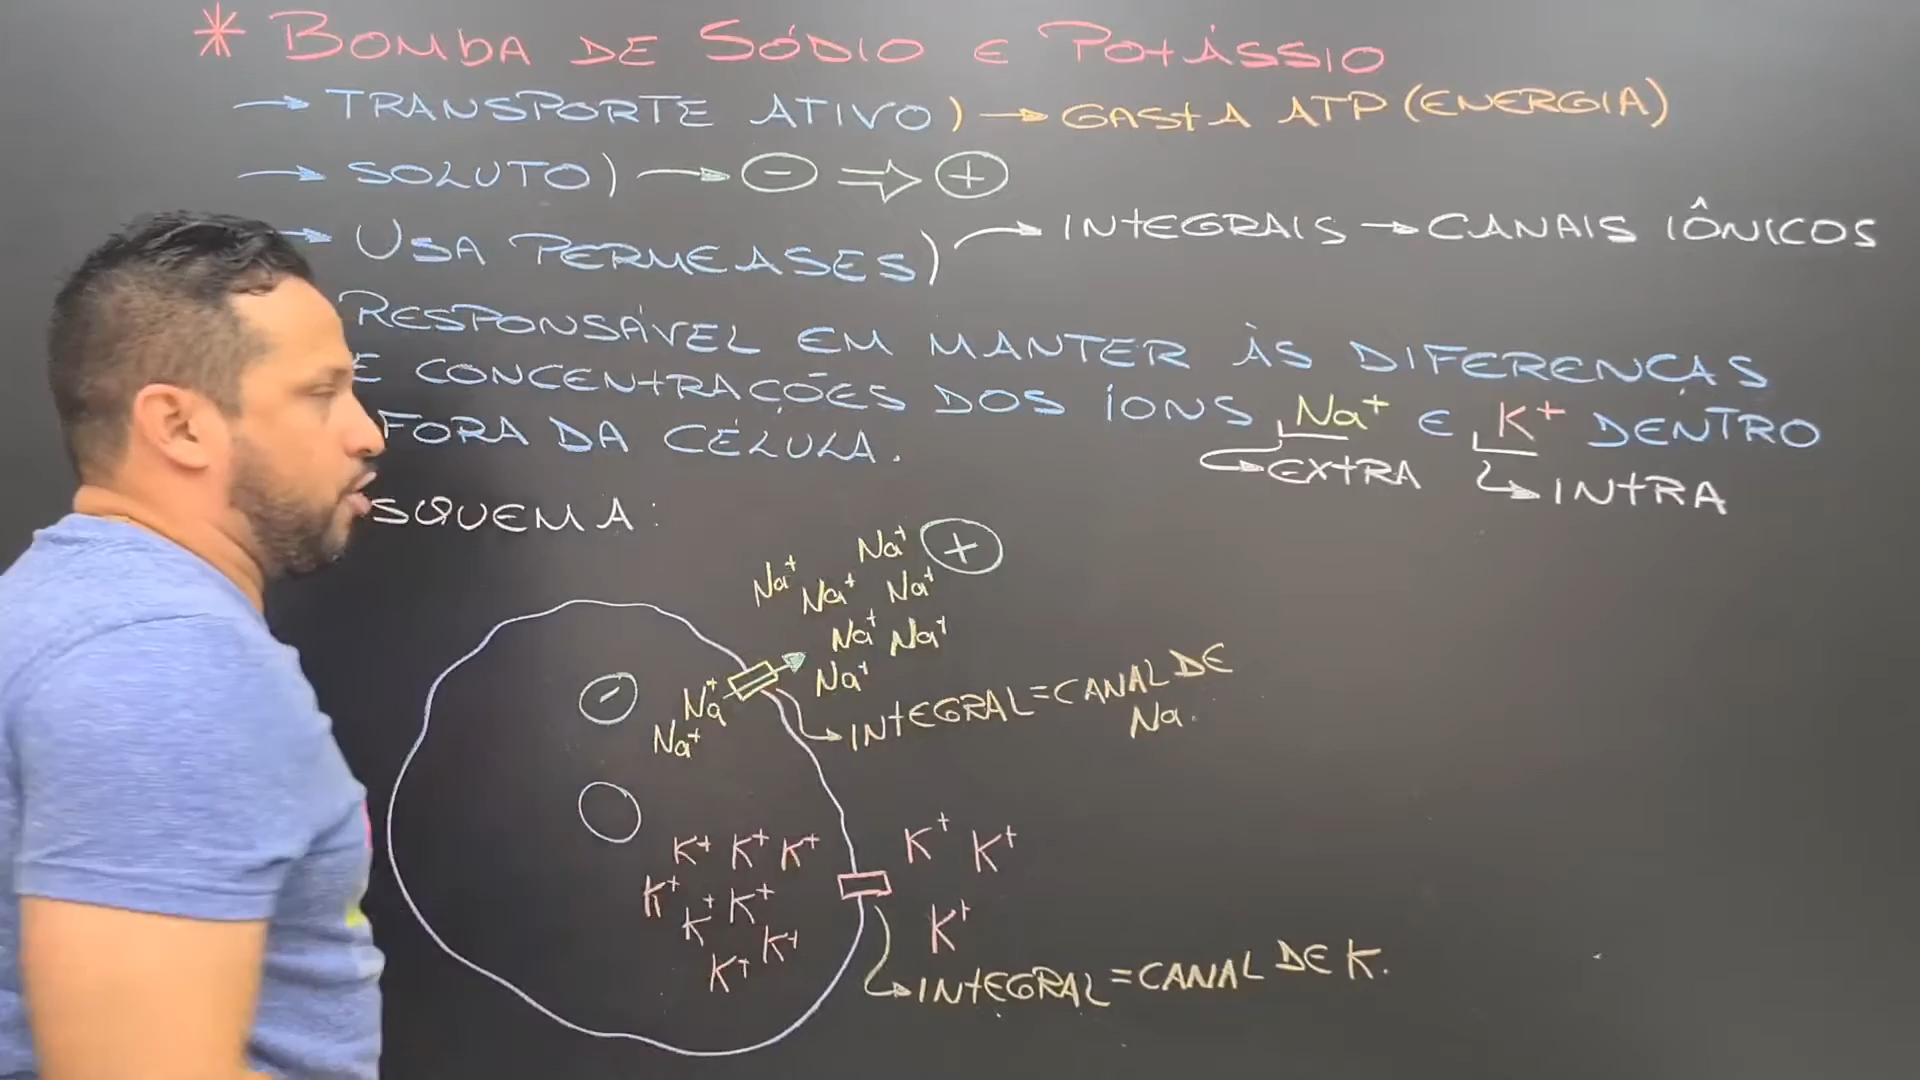 * BOMBA DE SÓDIO E POTÁSSIO
→ TRANSPORTE ATIVO) → GASTA ATP (ENERGIA)
→ SOLUTO) → - ⇒ +
→ USA PERMEASES) → INTEGRAIS → CANAIS IÔNICOS
RESPONSÁVEL EM MANTER ÀS DIFERENÇAS
E CONCENTRAÇÕES DOS ÍONS Na+ E K+ DENTRO
FORA DA CÉLULA.
EXTRA INTRA
SQUEMA:
Na+ +
Na+ Na+ Na+
Na+ Na+
- Na+ Na+
Na+
INTEGRAL = CANAL DE
Na.
K+ K+ K+ K+ K+
K+ K+ K+
K+ K+ K+
INTEGRAL = CANAL DE K.